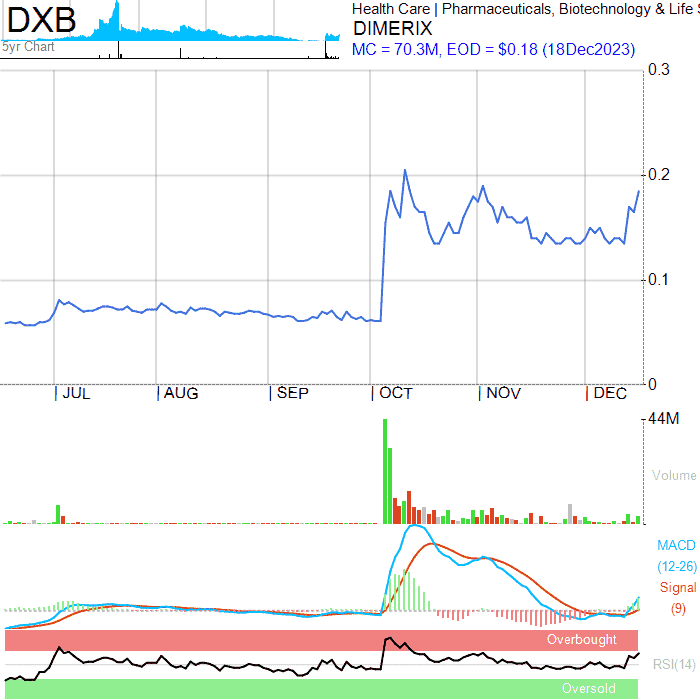 DXB
5yr Chart
Health Care | Pharmaceuticals, Biotechnology & Life S
DIMERIX
MC = 70.3M, EOD = $0.18 (18Dec2023)
0.3
0.2
0.1
0
JUL AUG SEP OCT NOV DEC
44M
Volume
MACD
(12-26)
Signal
(9)
Overbought
RSI(14)
Oversold